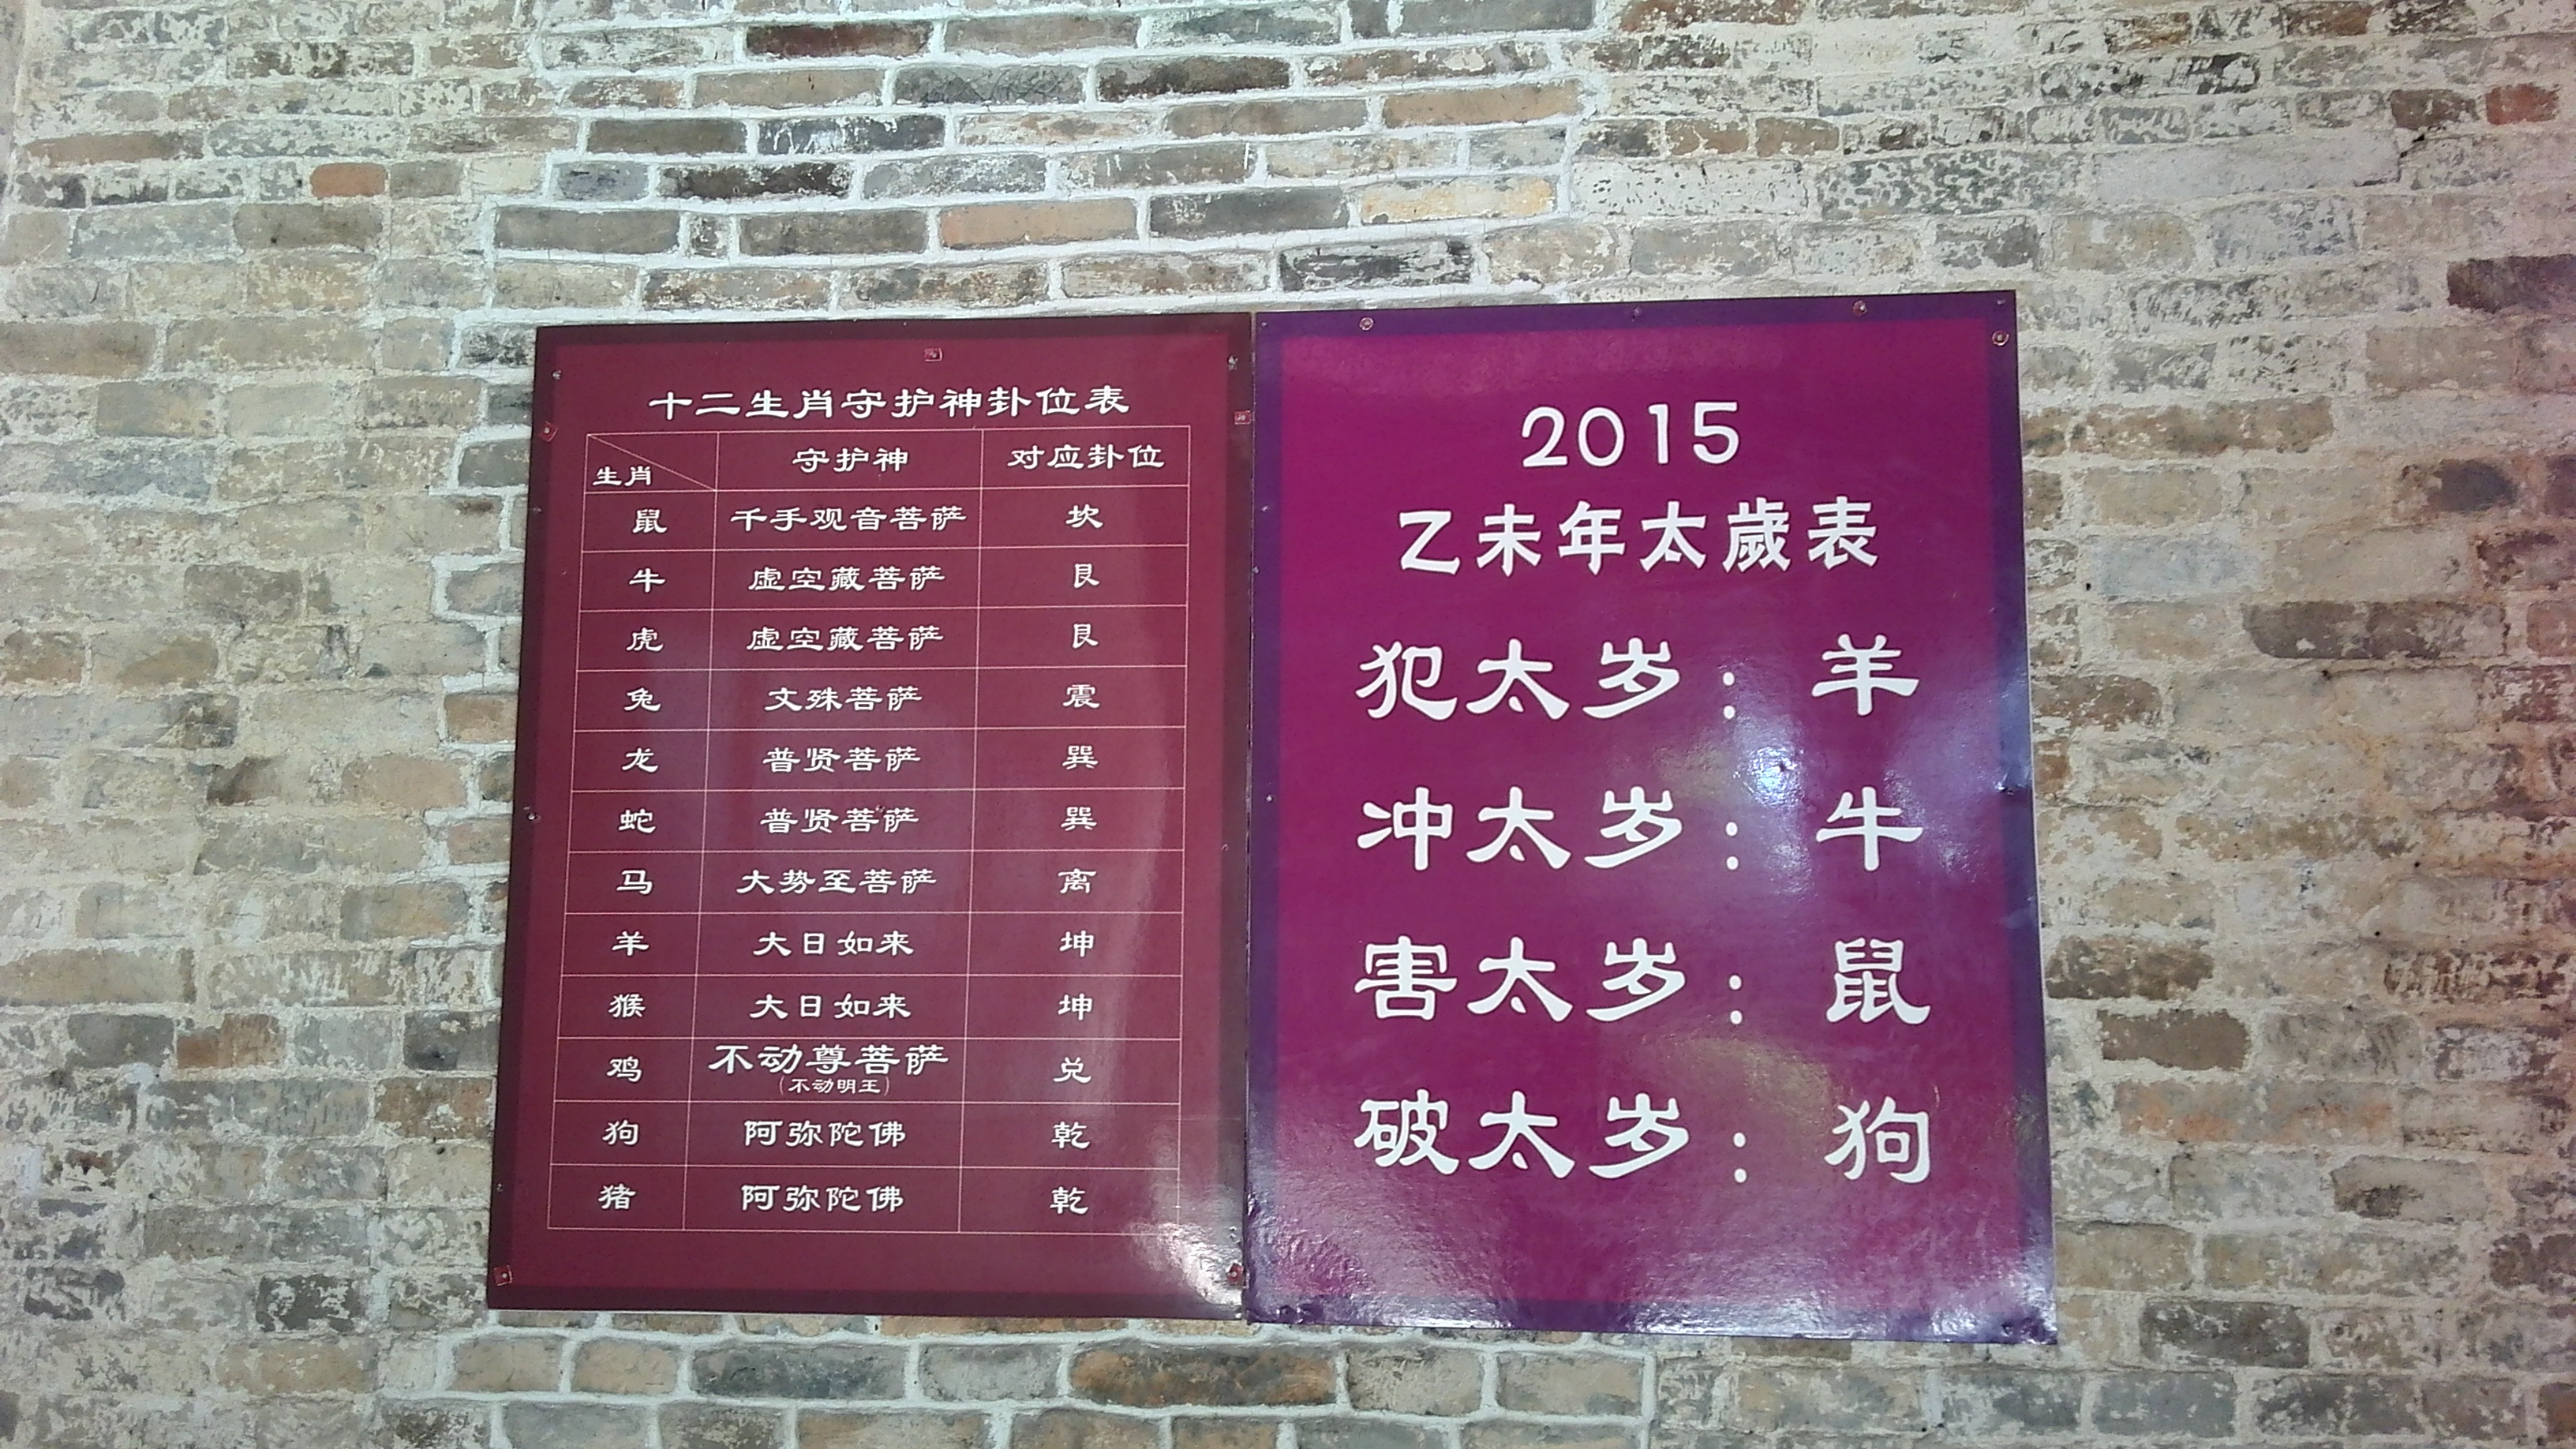 十二生肖守护神卦位表
生肖 守护神 对应卦位
鼠 千手观音菩萨 坎
牛 虚空藏菩萨 艮
虎 虚空藏菩萨 艮
兔 文殊菩萨 震
龙 普贤菩萨 巽
蛇 普贤菩萨 巽
马 大势至菩萨 离
羊 大日如来 坤
猴 大日如来 坤
鸡 不动尊菩萨 兑
(不动明王)
狗 阿弥陀佛 乾
猪 阿弥陀佛 乾
2015
乙未年太歲表
犯太岁：羊
冲太岁：牛
害太岁：鼠
破太岁：狗